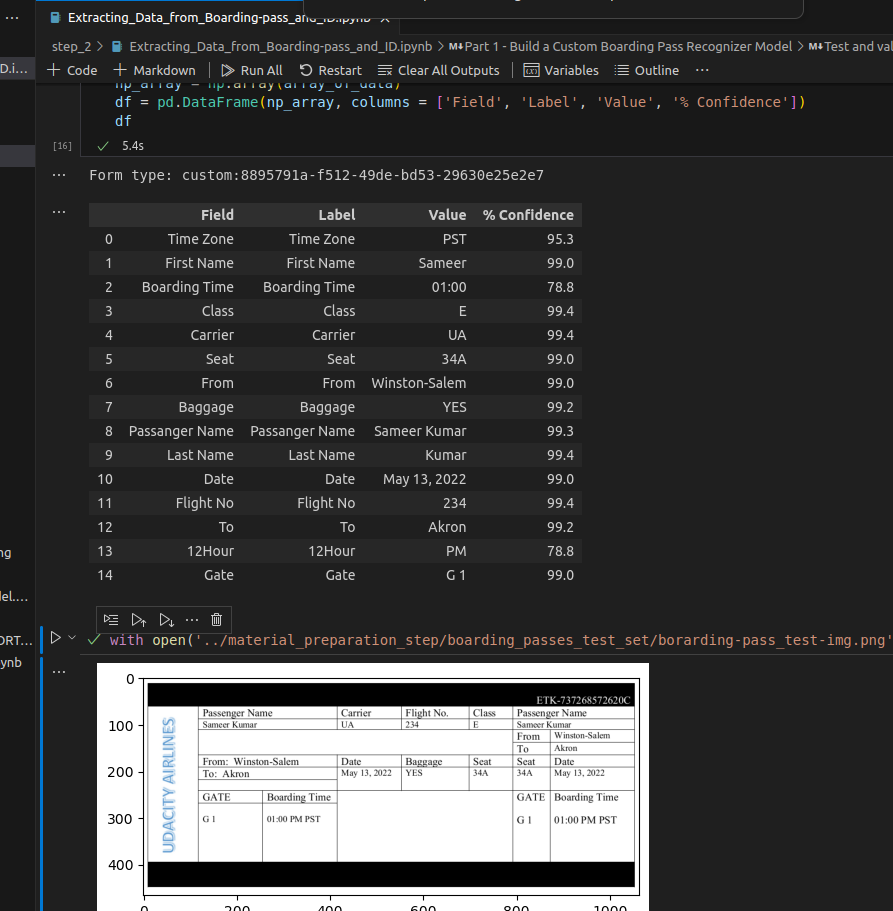 Extracting_Data_from_Boarding-pass_and_ID.ipynb
D.i...
step_2 > Extracting_Data_from_Boarding-pass_and_ID.ipynb > M↓Part 1 - Build a Custom Boarding Pass Recognizer Model > M↓Test and val
+ Code + Markdown Run All Restart Clear All Outputs Variables Outline ...
np_array = np.array(array_of_data)
df = pd.DataFrame(np_array, columns = ['Field', 'Label', 'Value', '% Confidence'])
df
[16] ✓ 5.4s
Form type: custom:8895791a-f512-49de-bd53-29630e25e2e7
Field Label Value % Confidence
0 Time Zone Time Zone PST 95.3
1 First Name First Name Sameer 99.0
2 Boarding Time Boarding Time 01:00 78.8
3 Class Class E 99.4
4 Carrier Carrier UA 99.4
5 Seat Seat 34A 99.0
6 From From Winston-Salem 99.0
7 Baggage Baggage YES 99.2
8 Passanger Name Passanger Name Sameer Kumar 99.3
9 Last Name Last Name Kumar 99.4
10 Date Date May 13, 2022 99.0
11 Flight No Flight No 234 99.4
12 To To Akron 99.2
13 12Hour 12Hour PM 78.8
14 Gate Gate G 1 99.0
ng
del....
ORT...
ynb
with open('../material_preparation_step/boarding_passes_test_set/borarding-pass_test-img.png'
0
100
200
300
400
0 200 400 600 800 1000
ETK-737268572620C
UDACITY AIRLINES
Passenger Name Carrier Flight No. Class Passenger Name
Sameer Kumar UA 234 E Sameer Kumar
From Winston-Salem
To Akron
From: Winston-Salem Date Baggage Seat Seat Date
To: Akron May 13, 2022 YES 34A 34A May 13, 2022
GATE Boarding Time GATE Boarding Time
G 1 01:00 PM PST G 1 01:00 PM PST